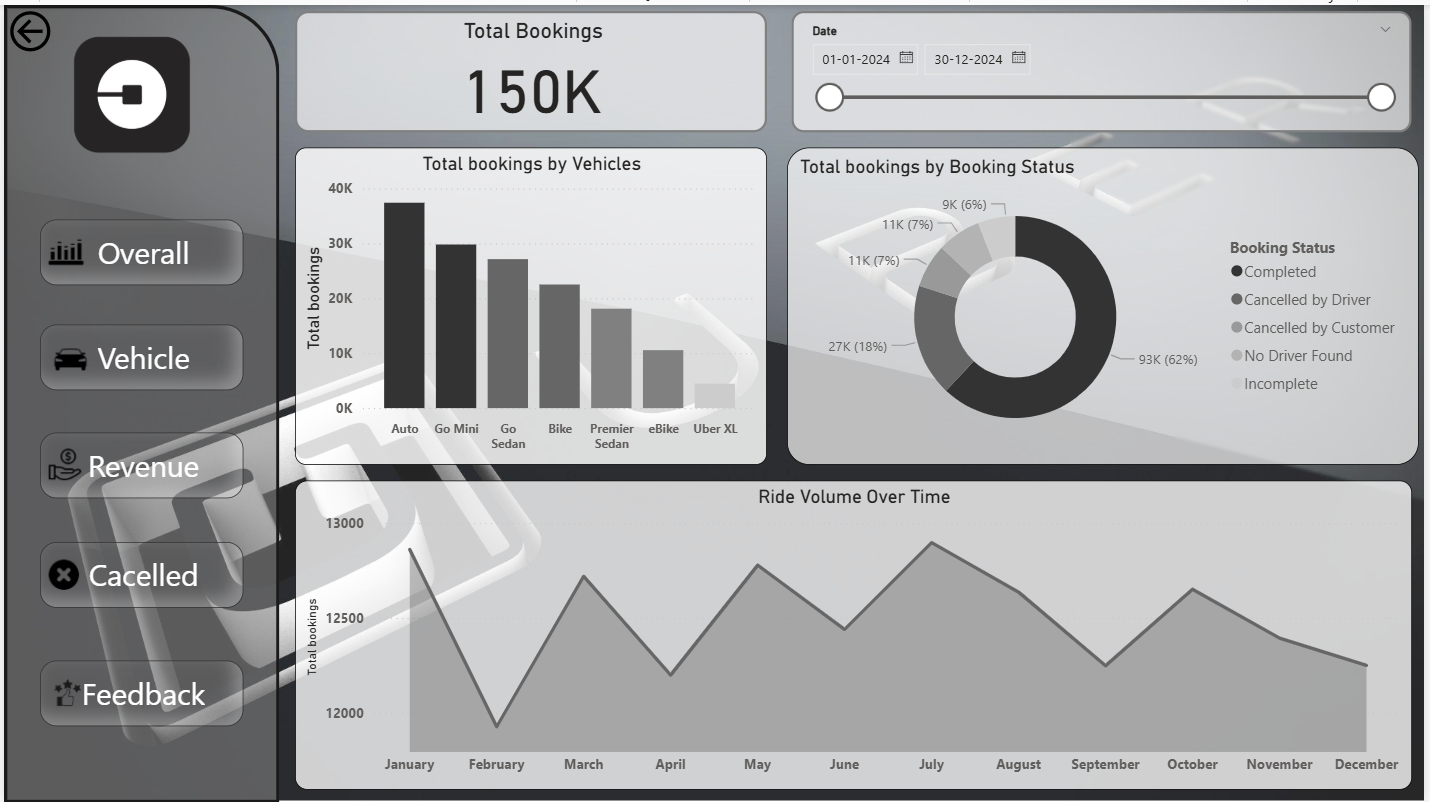 Overall
Vehicle
Revenue
Cacelled
Feedback
Total Bookings
150K
Date
01-01-2024
30-12-2024
Total bookings by Vehicles
Total bookings
40K
30K
20K
10K
0K
Auto
Go Mini
Go
Sedan
Bike
Premier
Sedan
eBike
Uber XL
Total bookings by Booking Status
9K (6%)
11K (7%)
11K (7%)
27K (18%)
93K (62%)
Booking Status
Completed
Cancelled by Driver
Cancelled by Customer
No Driver Found
Incomplete
Ride Volume Over Time
Total bookings
13000
12500
12000
January
February
March
April
May
June
July
August
September
October
November
December